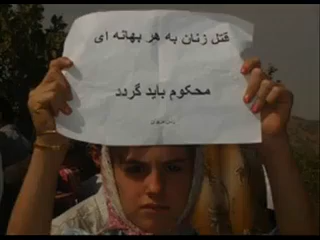 قتل زنان به هر بهانه ای
محکوم باید گردد